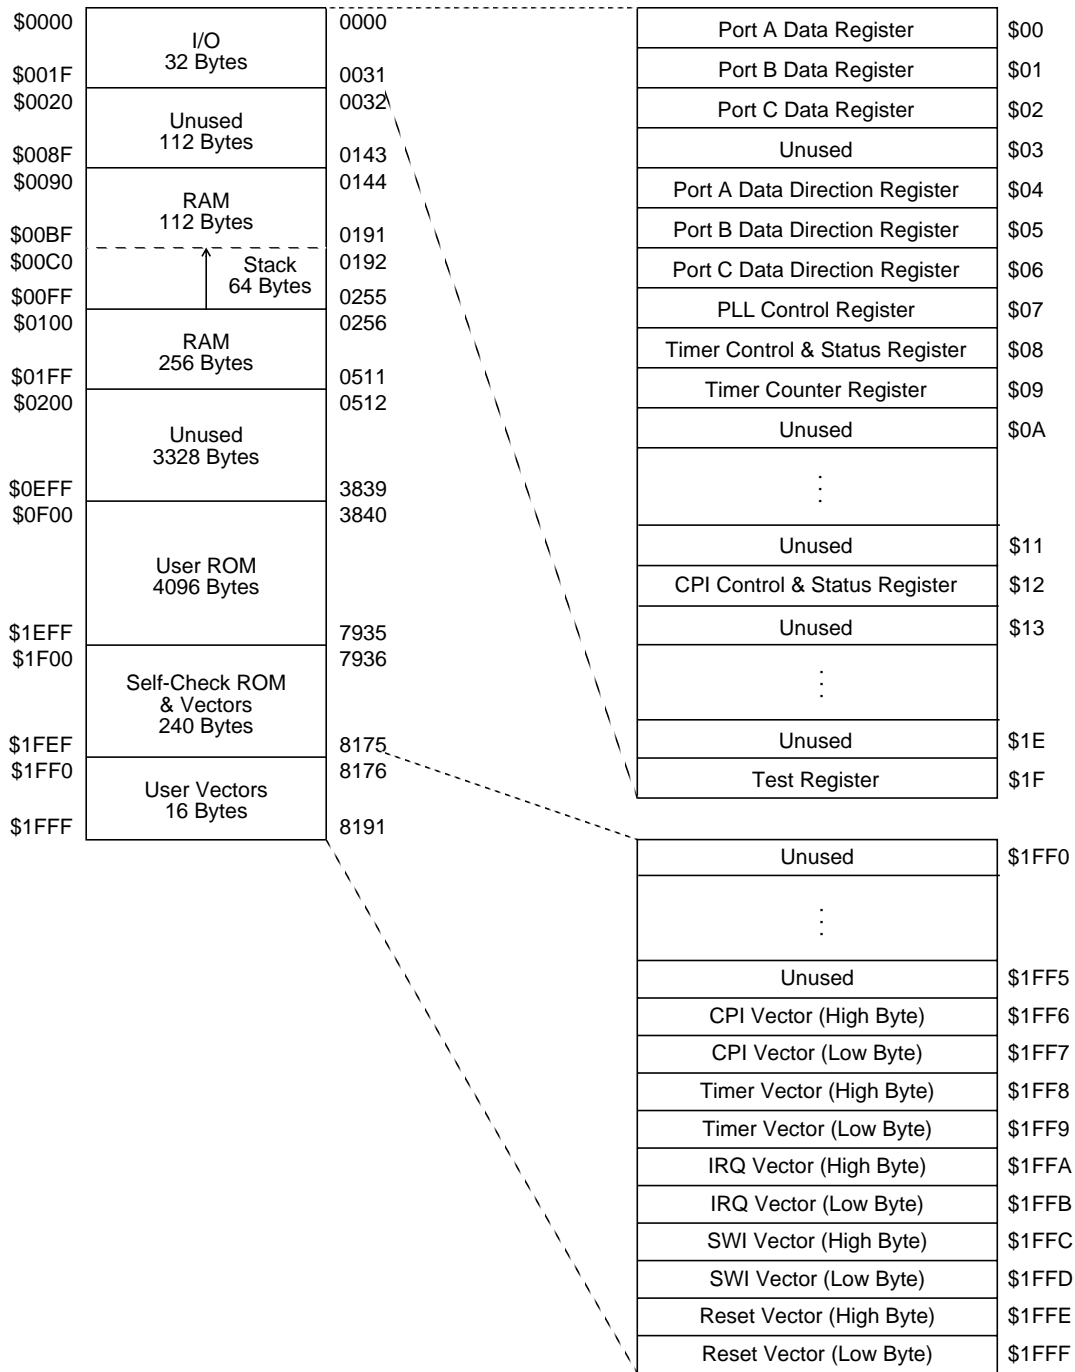 $0000
I/O
32 Bytes
0000
$001F
0031
$0020
Unused
112 Bytes
0032
$008F
0143
$0090
RAM
112 Bytes
0144
$00BF
0191
$00C0
Stack
64 Bytes
0192
$00FF
0255
$0100
RAM
256 Bytes
0256
$01FF
0511
$0200
Unused
3328 Bytes
0512
$0EFF
3839
$0F00
User ROM
4096 Bytes
3840
$1EFF
7935
$1F00
Self-Check ROM
& Vectors
240 Bytes
7936
$1FEF
8175
$1FF0
User Vectors
16 Bytes
8176
$1FFF
8191
Port A Data Register $00
Port B Data Register $01
Port C Data Register $02
Unused $03
Port A Data Direction Register $04
Port B Data Direction Register $05
Port C Data Direction Register $06
PLL Control Register $07
Timer Control & Status Register $08
Timer Counter Register $09
Unused $0A
Unused $11
CPI Control & Status Register $12
Unused $13
Unused $1E
Test Register $1F
Unused $1FF0
Unused $1FF5
CPI Vector (High Byte) $1FF6
CPI Vector (Low Byte) $1FF7
Timer Vector (High Byte) $1FF8
Timer Vector (Low Byte) $1FF9
IRQ Vector (High Byte) $1FFA
IRQ Vector (Low Byte) $1FFB
SWI Vector (High Byte) $1FFC
SWI Vector (Low Byte) $1FFD
Reset Vector (High Byte) $1FFE
Reset Vector (Low Byte) $1FFF